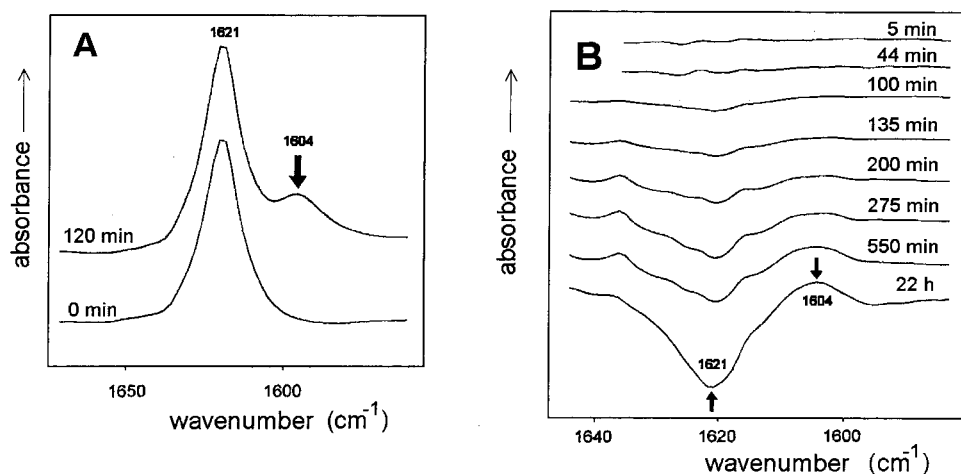 A
1621
1604
120 min
0 min
absorbance
1650
1600
wavenumber (cm⁻¹)
B
5 min
44 min
100 min
135 min
200 min
275 min
550 min
22 h
1604
1621
absorbance
1640
1620
1600
wavenumber (cm⁻¹)